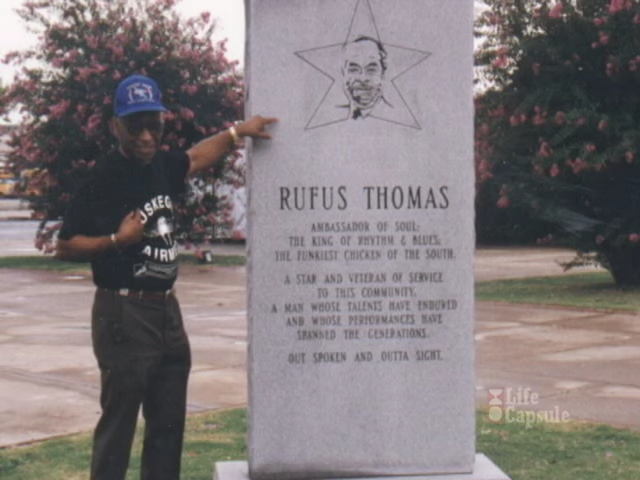 RUFUS THOMAS
AMBASSADOR OF SOUL;
THE KING OF RHYTHM & BLUES;
THE FUNKIEST CHICKEN OF THE SOUTH.
A STAR AND VETERAN OF SERVICE
TO THIS COMMUNITY.
A MAN WHOSE TALENTS HAVE ENDURED
AND WHOSE PERFORMANCES HAVE
SPANNED THE GENERATIONS.
OUT SPOKEN AND OUTTA SIGHT.
Life
Capsule